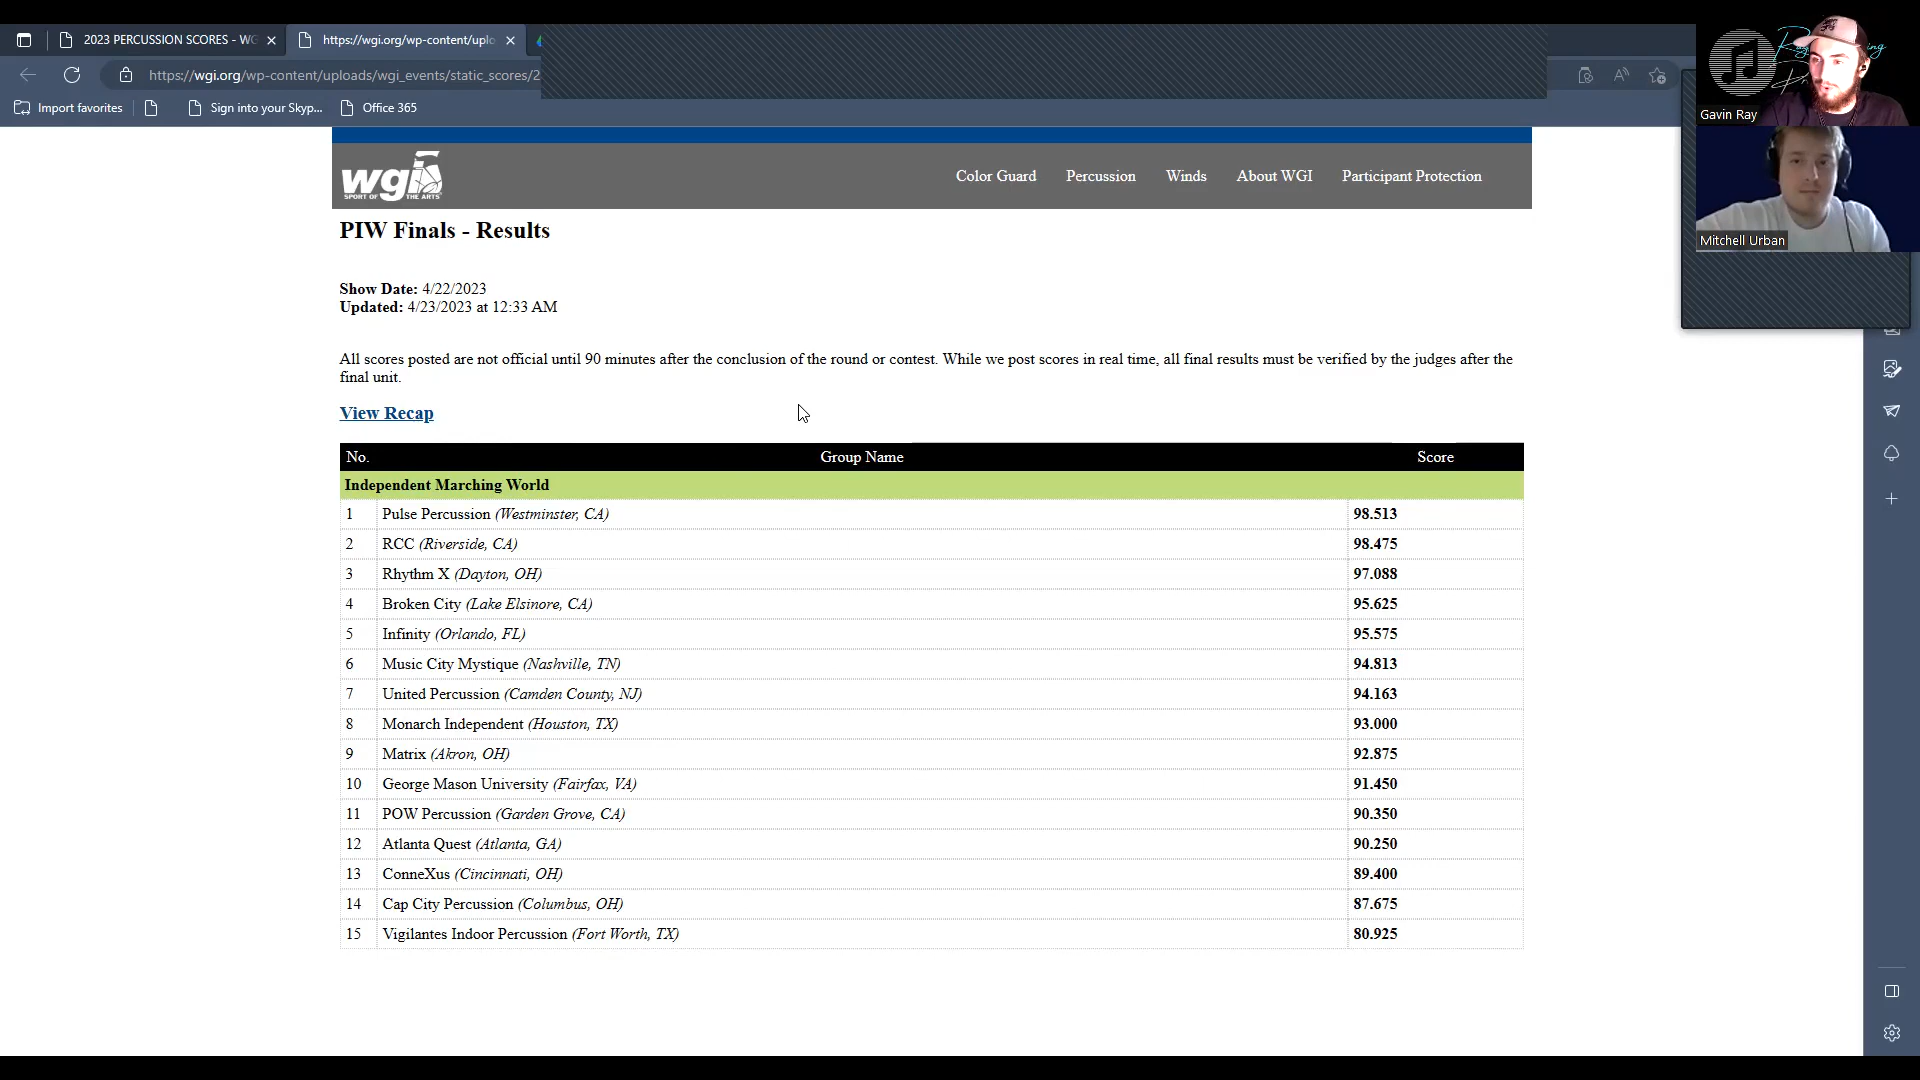 2023 PERCUSSION SCORES - WG
https://wgi.org/wp-content/uplo
https://wgi.org/wp-content/uploads/wgi_events/static_scores/2
Import favorites
Sign into your Skyp...
Office 365
Gavin Ray
Mitchell Urban
wgi
SPORT OF THE ARTS
Color Guard Percussion Winds About WGI Participant Protection
PIW Finals - Results
Show Date: 4/22/2023
Updated: 4/23/2023 at 12:33 AM
All scores posted are not official until 90 minutes after the conclusion of the round or contest. While we post scores in real time, all final results must be verified by the judges after the
final unit.
View Recap
No. Group Name Score
Independent Marching World
1 Pulse Percussion (Westminster, CA) 98.513
2 RCC (Riverside, CA) 98.475
3 Rhythm X (Dayton, OH) 97.088
4 Broken City (Lake Elsinore, CA) 95.625
5 Infinity (Orlando, FL) 95.575
6 Music City Mystique (Nashville, TN) 94.813
7 United Percussion (Camden County, NJ) 94.163
8 Monarch Independent (Houston, TX) 93.000
9 Matrix (Akron, OH) 92.875
10 George Mason University (Fairfax, VA) 91.450
11 POW Percussion (Garden Grove, CA) 90.350
12 Atlanta Quest (Atlanta, GA) 90.250
13 ConneXus (Cincinnati, OH) 89.400
14 Cap City Percussion (Columbus, OH) 87.675
15 Vigilantes Indoor Percussion (Fort Worth, TX) 80.925